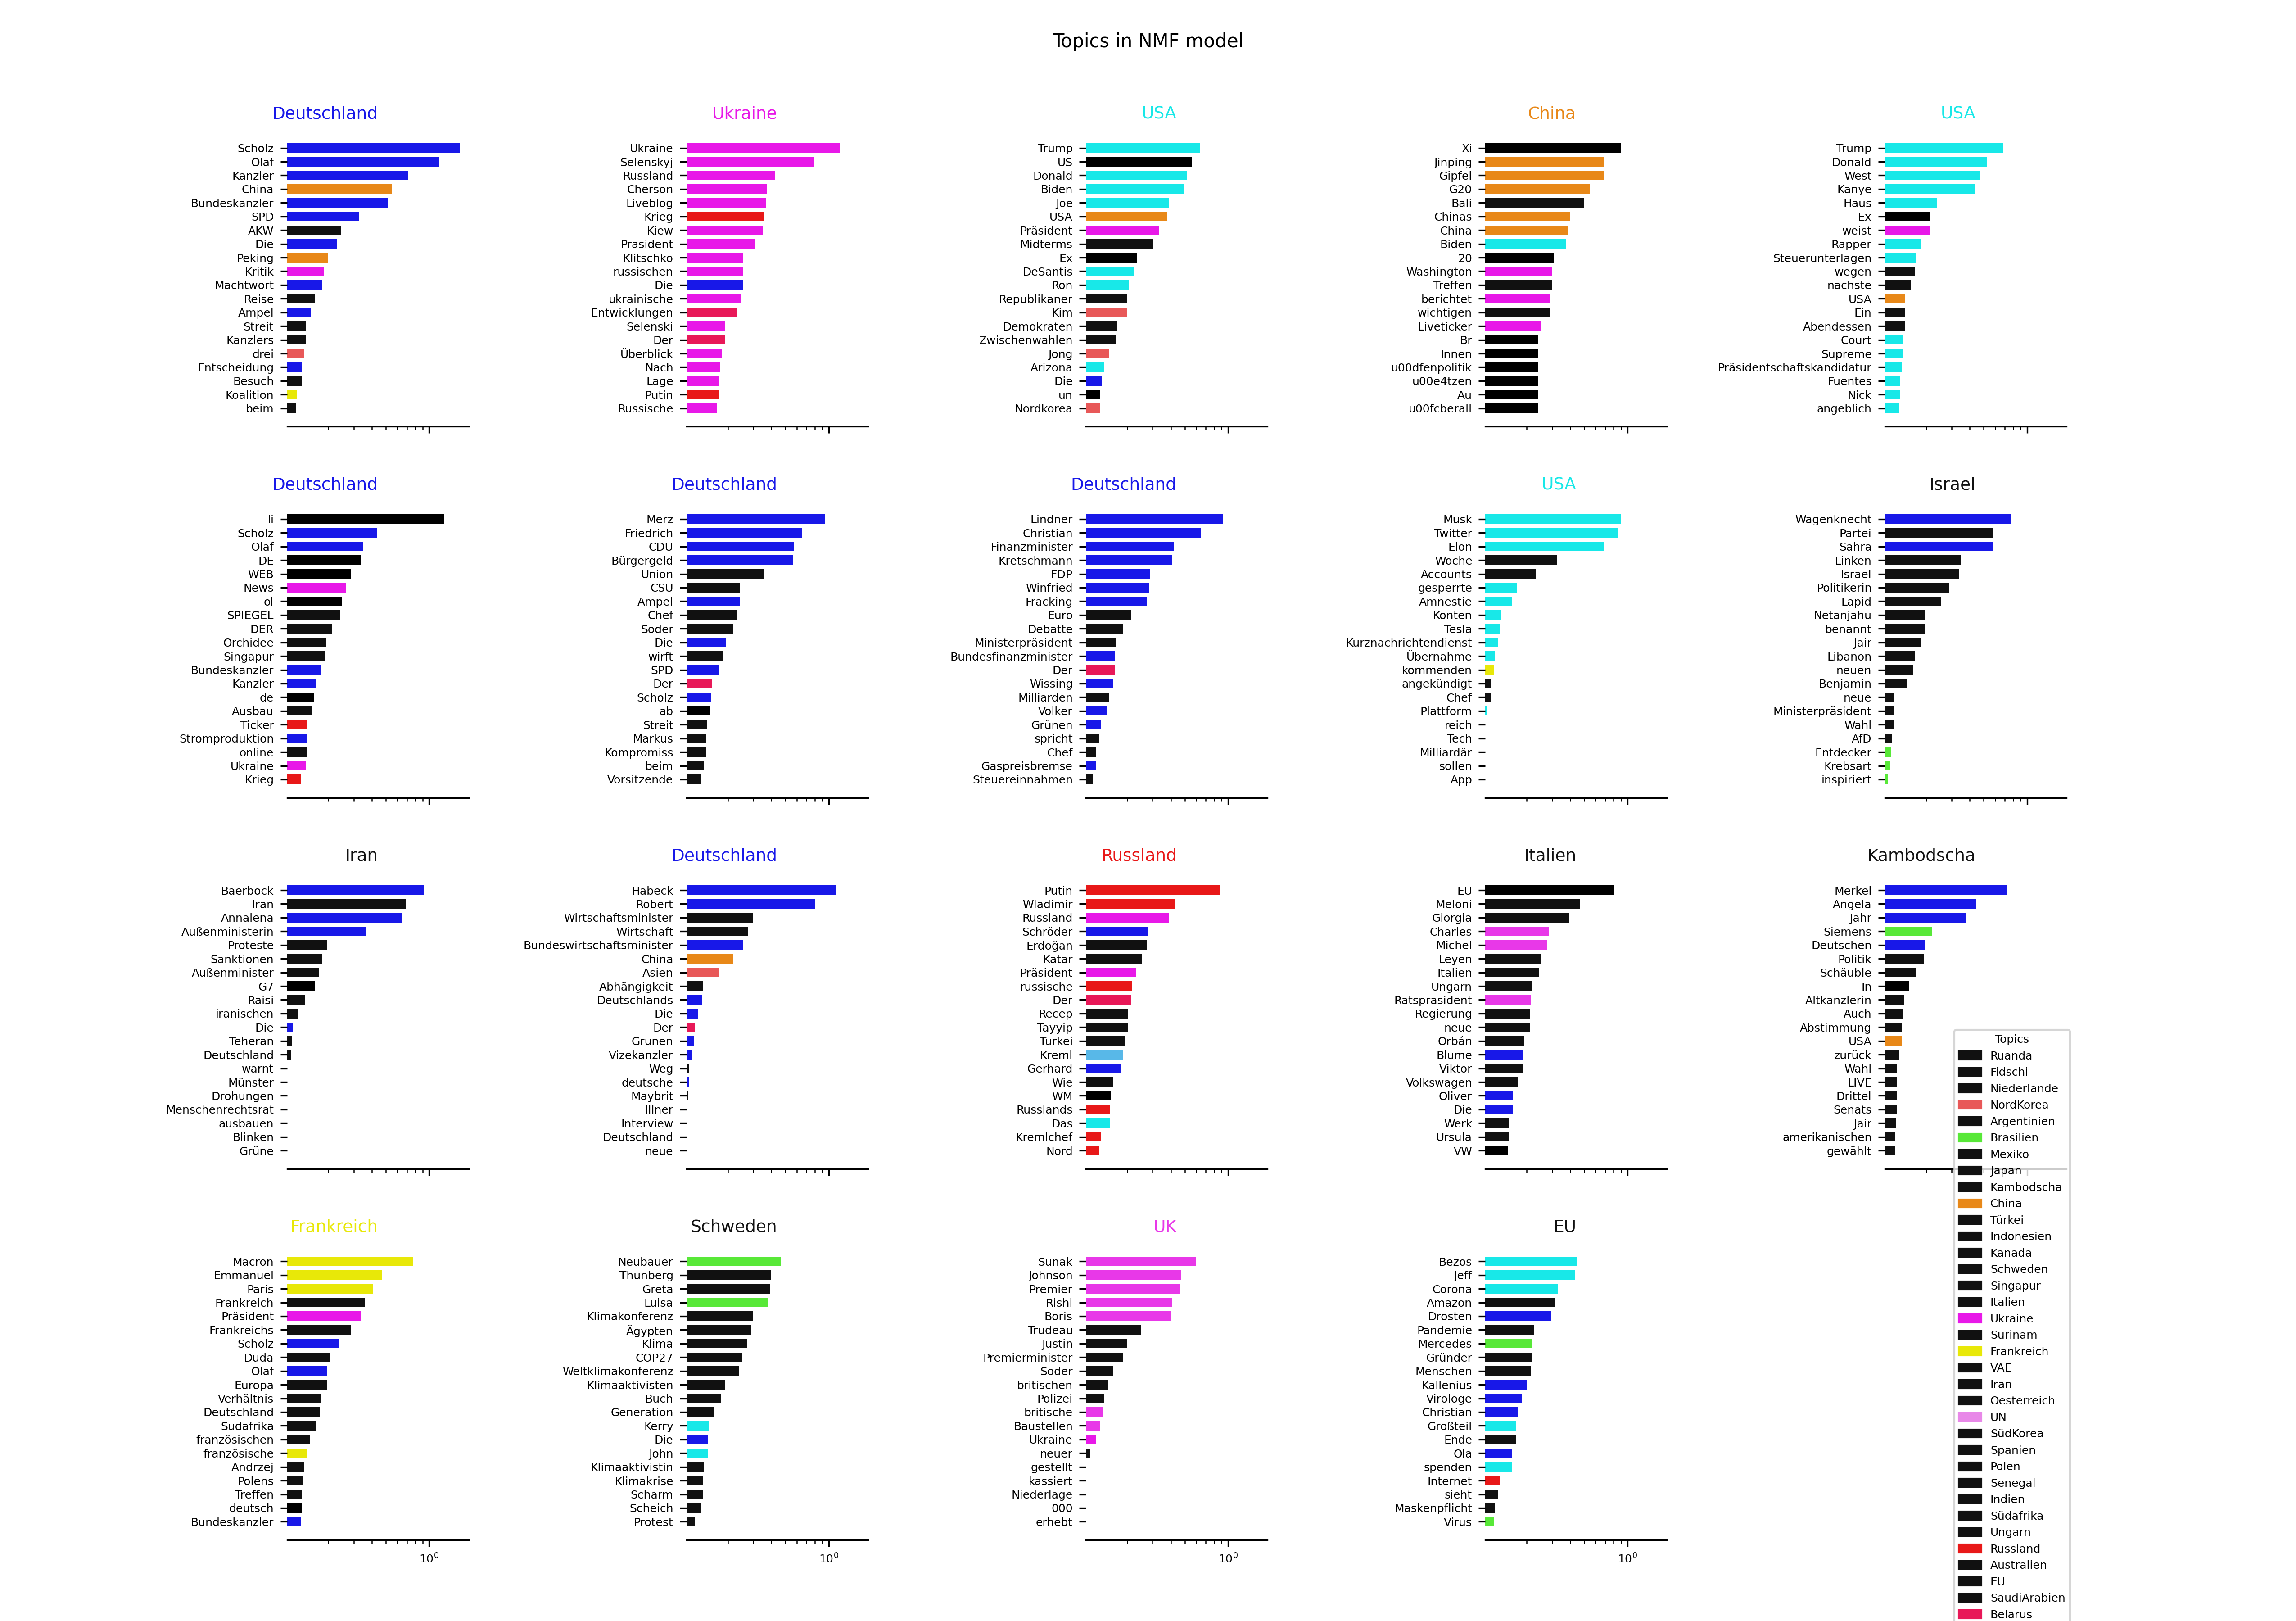 Topics in NMF model
Deutschland
Scholz
Olaf
Kanzler
China
Bundeskanzler
SPD
AKW
Die
Peking
Kritik
Machtwort
Reise
Ampel
Streit
Kanzlers
drei
Entscheidung
Besuch
Koalition
beim
Ukraine
Ukraine
Selenskyj
Russland
Cherson
Liveblog
Krieg
Kiew
Präsident
Klitschko
russischen
Die
ukrainische
Entwicklungen
Selenski
Der
Überblick
Nach
Lage
Putin
Russische
USA
Trump
US
Donald
Biden
Joe
USA
Präsident
Midterms
Ex
DeSantis
Ron
Republikaner
Kim
Demokraten
Zwischenwahlen
Jong
Arizona
Die
un
Nordkorea
China
Xi
Jinping
Gipfel
G20
Bali
Chinas
China
Biden
20
Washington
Treffen
berichtet
wichtigen
Liveticker
Br
Innen
u00dfenpolitik
u00e4tzen
Au
u00fcberall
USA
Trump
Donald
West
Kanye
Haus
Ex
weist
Rapper
Steuerunterlagen
wegen
nächste
USA
Ein
Abendessen
Court
Supreme
Präsidentschaftskandidatur
Fuentes
Nick
angeblich
Deutschland
li
Scholz
Olaf
DE
WEB
News
ol
SPIEGEL
DER
Orchidee
Singapur
Bundeskanzler
Kanzler
de
Ausbau
Ticker
Stromproduktion
online
Ukraine
Krieg
Deutschland
Merz
Friedrich
CDU
Bürgergeld
Union
CSU
Ampel
Chef
Söder
Die
wirft
SPD
Der
Scholz
ab
Streit
Markus
Kompromiss
beim
Vorsitzende
Deutschland
Lindner
Christian
Finanzminister
Kretschmann
FDP
Winfried
Fracking
Euro
Debatte
Ministerpräsident
Bundesfinanzminister
Der
Wissing
Milliarden
Volker
Grünen
spricht
Chef
Gaspreisbremse
Steuereinnahmen
USA
Musk
Twitter
Elon
Woche
Accounts
gesperrte
Amnestie
Konten
Tesla
Kurznachrichtendienst
Übernahme
kommenden
angekündigt
Chef
Plattform
reich
Tech
Milliardär
sollen
App
Israel
Wagenknecht
Partei
Sahra
Linken
Israel
Politikerin
Lapid
Netanjahu
benannt
Jair
Libanon
neuen
Benjamin
neue
Ministerpräsident
Wahl
AfD
Entdecker
Krebsart
inspiriert
Iran
Baerbock
Iran
Annalena
Außenministerin
Proteste
Sanktionen
Außenminister
G7
Raisi
iranischen
Die
Teheran
Deutschland
warnt
Münster
Drohungen
Menschenrechtsrat
ausbauen
Blinken
Grüne
Deutschland
Habeck
Robert
Wirtschaftsminister
Wirtschaft
Bundeswirtschaftsminister
China
Asien
Abhängigkeit
Deutschlands
Die
Der
Grünen
Vizekanzler
Weg
deutsche
Maybrit
Illner
Interview
Deutschland
neue
Russland
Putin
Wladimir
Russland
Schröder
Erdoğan
Katar
Präsident
russische
Der
Recep
Tayyip
Türkei
Kreml
Gerhard
Wie
WM
Russlands
Das
Kremlchef
Nord
Italien
EU
Meloni
Giorgia
Charles
Michel
Leyen
Italien
Ungarn
Ratspräsident
Regierung
neue
Orbán
Blume
Viktor
Volkswagen
Oliver
Die
Werk
Ursula
VW
Kambodscha
Merkel
Angela
Jahr
Siemens
Deutschen
Politik
Schäuble
In
Altkanzlerin
Auch
Abstimmung
USA
zurück
Wahl
LIVE
Drittel
Senats
Jair
amerikanischen
gewählt
Frankreich
Macron
Emmanuel
Paris
Frankreich
Präsident
Frankreichs
Scholz
Duda
Olaf
Europa
Verhältnis
Deutschland
Südafrika
französischen
französische
Andrzej
Polens
Treffen
deutsch
Bundeskanzler
10⁰
Schweden
Neubauer
Thunberg
Greta
Luisa
Klimakonferenz
Ägypten
Klima
COP27
Weltklimakonferenz
Klimaaktivisten
Buch
Generation
Kerry
Die
John
Klimaaktivistin
Klimakrise
Scharm
Scheich
Protest
10⁰
UK
Sunak
Johnson
Premier
Rishi
Boris
Trudeau
Justin
Premierminister
Söder
britischen
Polizei
britische
Baustellen
Ukraine
neuer
gestellt
kassiert
Niederlage
000
erhebt
10⁰
EU
Bezos
Jeff
Corona
Amazon
Drosten
Pandemie
Mercedes
Gründer
Menschen
Källenius
Virologe
Christian
Großteil
Ende
Ola
spenden
Internet
sieht
Maskenpflicht
Virus
10⁰
Topics
Ruanda
Fidschi
Niederlande
NordKorea
Argentinien
Brasilien
Mexiko
Japan
Kambodscha
China
Türkei
Indonesien
Kanada
Schweden
Singapur
Italien
Ukraine
Surinam
Frankreich
VAE
Iran
Oesterreich
UN
SüdKorea
Spanien
Polen
Senegal
Indien
Südafrika
Ungarn
Russland
Australien
EU
SaudiArabien
Belarus